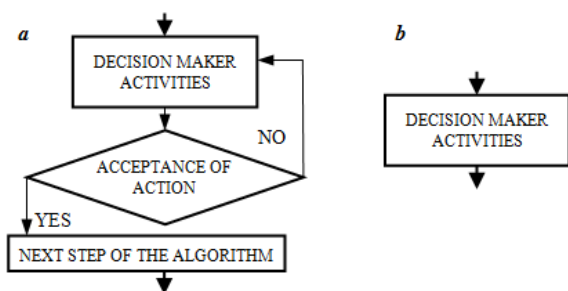 a
DECISION MAKER
ACTIVITIES
NO
ACCEPTANCE OF
ACTION
YES
NEXT STEP OF THE ALGORITHM
b
DECISION MAKER
ACTIVITIES